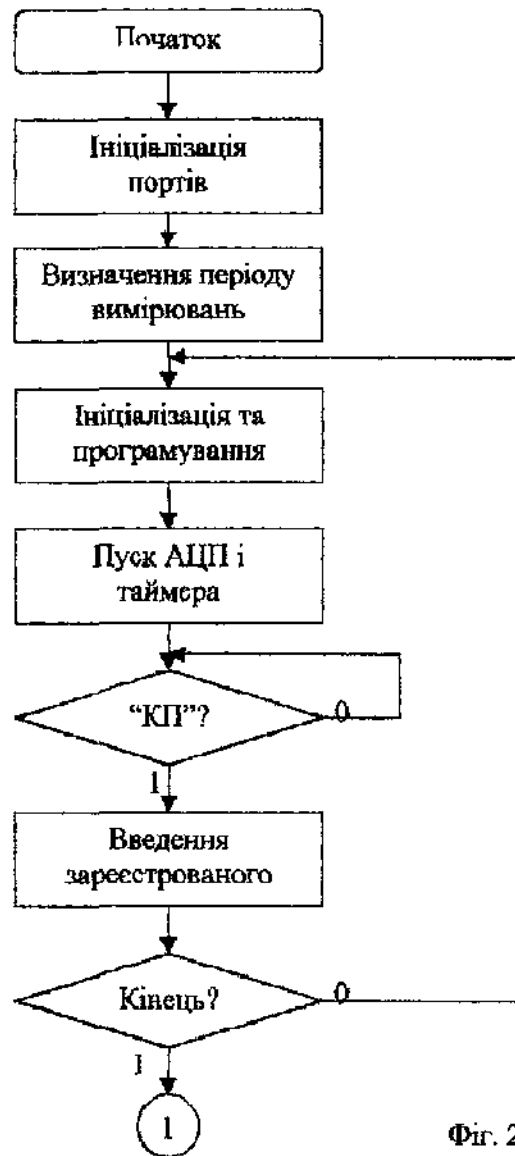 Початок
Ініціалізація
портів
Визначення періоду
вимірювань
Ініціалізація та
програмування
Пуск АЦП і
таймера
“КП”?
0
1
Введення
зареєстрованого
Кінець?
0
1
1
Фіг. 2